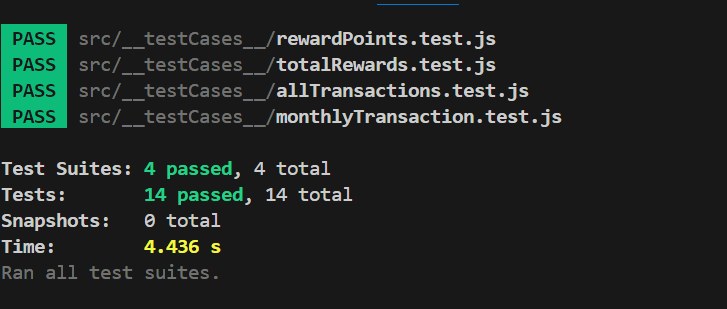 PASS src/__testCases__/rewardPoints.test.js
PASS src/__testCases__/totalRewards.test.js
PASS src/__testCases__/allTransactions.test.js
PASS src/__testCases__/monthlyTransaction.test.js
Test Suites: 4 passed, 4 total
Tests: 14 passed, 14 total
Snapshots: 0 total
Time: 4.436 s
Ran all test suites.